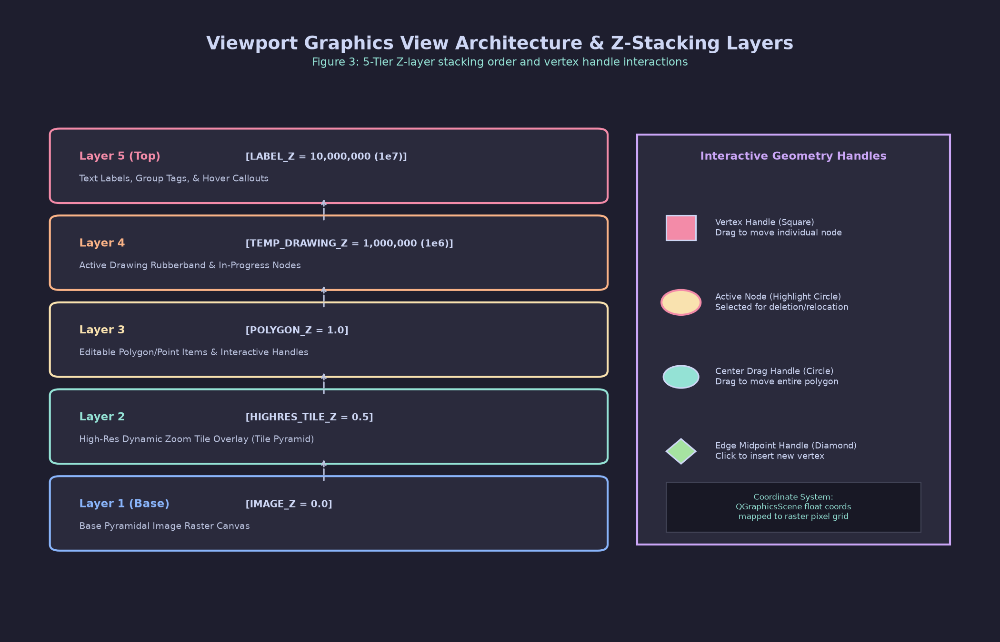 Viewport Graphics View Architecture & Z-Stacking Layers
Figure 3: 5-Tier Z-layer stacking order and vertex handle interactions
Layer 5 (Top) [LABEL_Z = 10,000,000 (1e7)]
Text Labels, Group Tags, & Hover Callouts
Layer 4 [TEMP_DRAWING_Z = 1,000,000 (1e6)]
Active Drawing Rubberband & In-Progress Nodes
Layer 3 [POLYGON_Z = 1.0]
Editable Polygon/Point Items & Interactive Handles
Layer 2 [HIGHRES_TILE_Z = 0.5]
High-Res Dynamic Zoom Tile Overlay (Tile Pyramid)
Layer 1 (Base) [IMAGE_Z = 0.0]
Base Pyramidal Image Raster Canvas
Interactive Geometry Handles
Vertex Handle (Square)
Drag to move individual node
Active Node (Highlight Circle)
Selected for deletion/relocation
Center Drag Handle (Circle)
Drag to move entire polygon
Edge Midpoint Handle (Diamond)
Click to insert new vertex
Coordinate System:
QGraphicsScene float coords
mapped to raster pixel grid